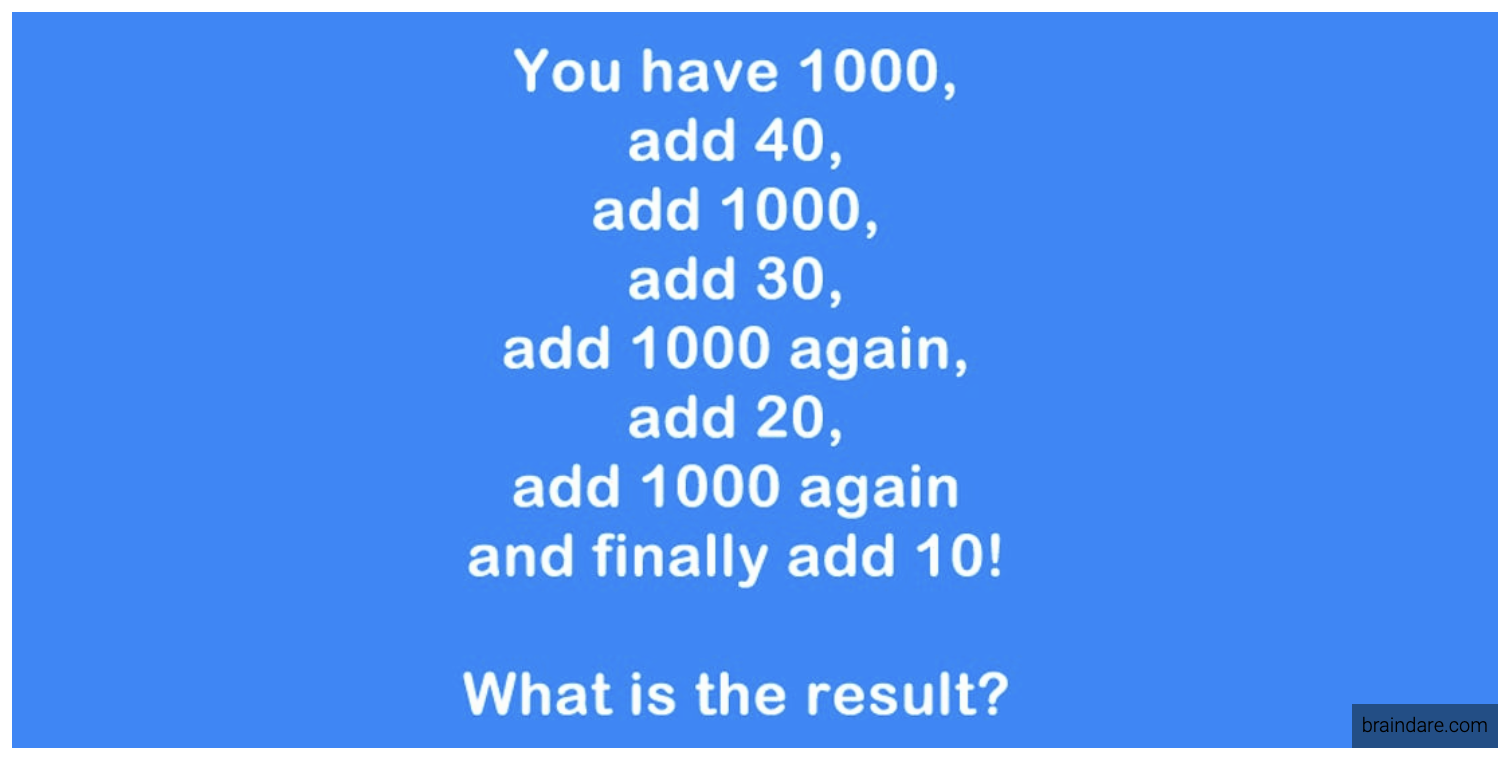 You have 1000,
add 40,
add 1000,
add 30,
add 1000 again,
add 20,
add 1000 again
and finally add 10!
What is the result?
braindare.com